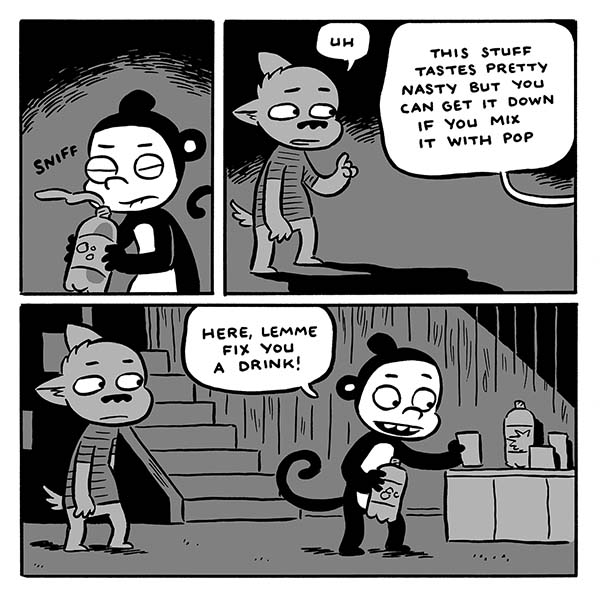 SNIFF
UH
THIS STUFF
TASTES PRETTY
NASTY BUT YOU
CAN GET IT DOWN
IF YOU MIX
IT WITH POP
HERE, LEMME
FIX YOU
A DRINK!